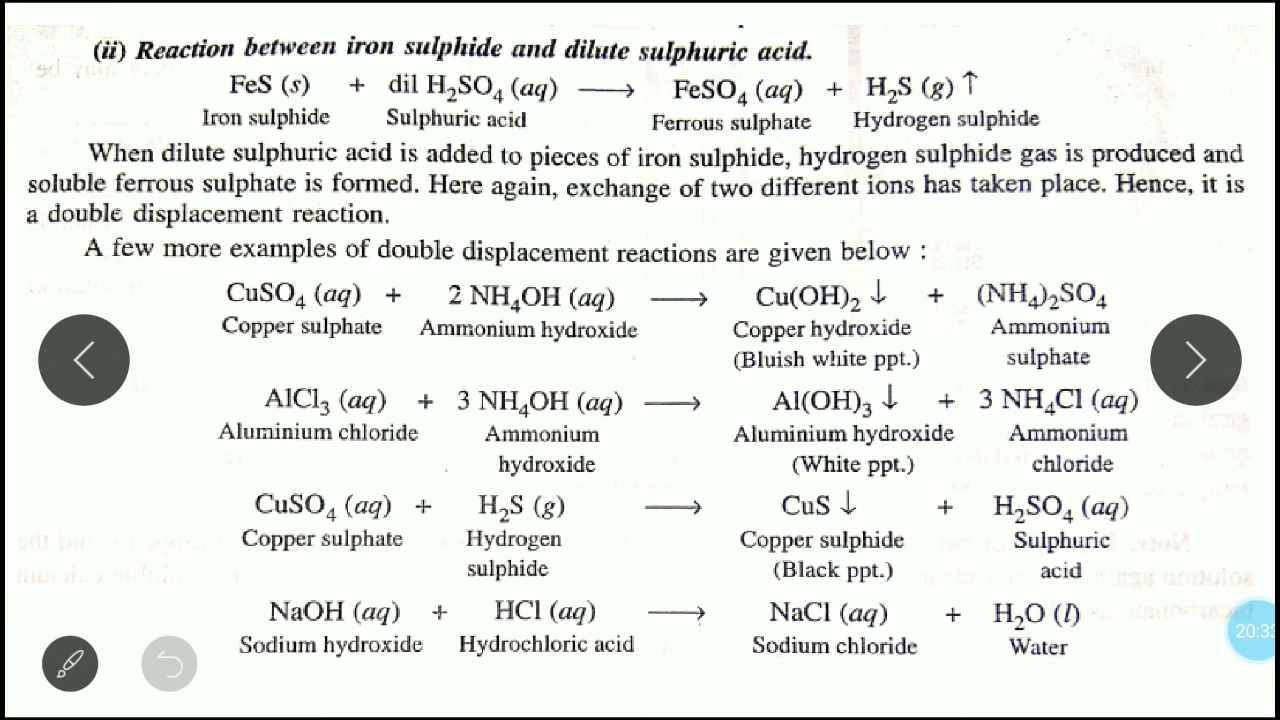 (ii) Reaction between iron sulphide and dilute sulphuric acid.
FeS (s) + dil H₂SO₄ (aq) ⟶ FeSO₄ (aq) + H₂S (g) ↑
Iron sulphide Sulphuric acid Ferrous sulphate Hydrogen sulphide
When dilute sulphuric acid is added to pieces of iron sulphide, hydrogen sulphide gas is produced and
soluble ferrous sulphate is formed. Here again, exchange of two different ions has taken place. Hence, it is
a double displacement reaction.
A few more examples of double displacement reactions are given below :
CuSO₄ (aq) + 2 NH₄OH (aq) ⟶ Cu(OH)₂ ↓ + (NH₄)₂SO₄
Copper sulphate Ammonium hydroxide Copper hydroxide Ammonium
(Bluish white ppt.) sulphate
AlCl₃ (aq) + 3 NH₄OH (aq) ⟶ Al(OH)₃ ↓ + 3 NH₄Cl (aq)
Aluminium chloride Ammonium Aluminium hydroxide Ammonium
hydroxide (White ppt.) chloride
CuSO₄ (aq) + H₂S (g) ⟶ CuS ↓ + H₂SO₄ (aq)
Copper sulphate Hydrogen Copper sulphide Sulphuric
sulphide (Black ppt.) acid
NaOH (aq) + HCl (aq) ⟶ NaCl (aq) + H₂O (l)
Sodium hydroxide Hydrochloric acid Sodium chloride Water